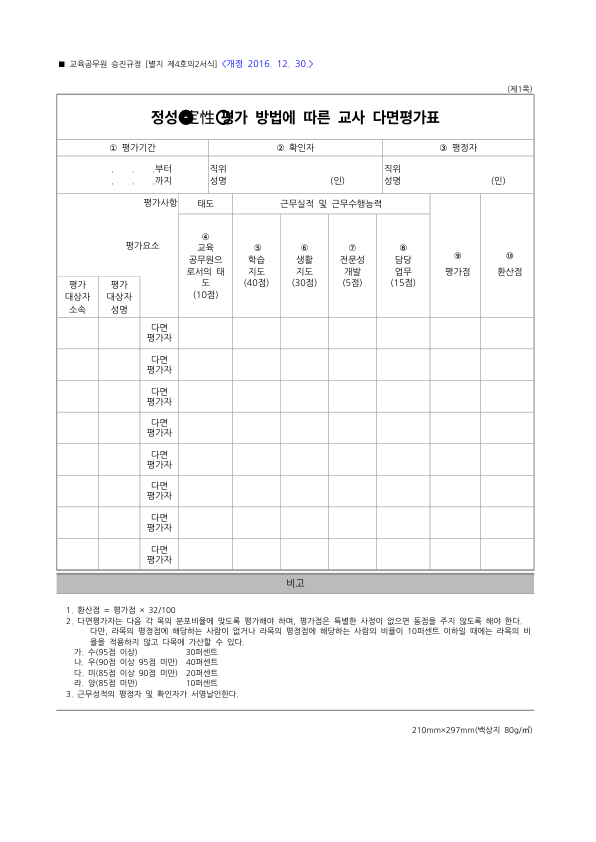 ■ 교육공무원 승진규정 [별지 제4호의2서식] <개정 2016. 12. 30.>
(제1쪽)
정성 定性 평가 방법에 따른 교사 다면평가표
① 평가기간 ② 확인자 ③ 평정자
. . .부터 직위 직위
. . .까지 성명 (인) 성명 (인)
평가사항 태도 근무실적 및 근무수행능력
평가요소
④
교육
공무원으
로서의 태
도
(10점)
⑤
학습
지도
(40점)
⑥
생활
지도
(30점)
⑦
전문성
개발
(5점)
⑧
담당
업무
(15점)
⑨
평가점
⑩
환산점
평가
대상자
소속
평가
대상자
성명
다면
평가자
다면
평가자
다면
평가자
다면
평가자
다면
평가자
다면
평가자
다면
평가자
다면
평가자
비고
1. 환산점 = 평가점 × 32/100
2. 다면평가자는 다음 각 목의 분포비율에 맞도록 평가해야 하며, 평가점은 특별한 사정이 없으면 동점을 주지 않도록 해야 한다.
다만, 라목의 평정점에 해당하는 사람이 없거나 라목의 평정점에 해당하는 사람의 비율이 10퍼센트 이하일 때에는 라목의 비
율을 적용하지 않고 다목에 가산할 수 있다.
가. 수(95점 이상) 30퍼센트
나. 우(90점 이상 95점 미만) 40퍼센트
다. 미(85점 이상 90점 미만) 20퍼센트
라. 양(85점 미만) 10퍼센트
3. 근무성적의 평정자 및 확인자가 서명날인한다.
210mm×297mm(백상지 80g/㎡)